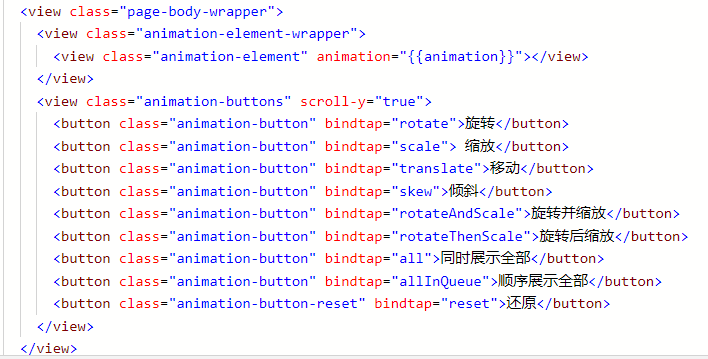 <view class="page-body-wrapper">
<view class="animation-element-wrapper">
<view class="animation-element" animation="{{animation}}"></view>
</view>
<view class="animation-buttons" scroll-y="true">
<button class="animation-button" bindtap="rotate">旋转</button>
<button class="animation-button" bindtap="scale"> 缩放</button>
<button class="animation-button" bindtap="translate">移动</button>
<button class="animation-button" bindtap="skew">倾斜</button>
<button class="animation-button" bindtap="rotateAndScale">旋转并缩放</button>
<button class="animation-button" bindtap="rotateThenScale">旋转后缩放</button>
<button class="animation-button" bindtap="all">同时展示全部</button>
<button class="animation-button" bindtap="allInQueue">顺序展示全部</button>
<button class="animation-button-reset" bindtap="reset">还原</button>
</view>
</view>